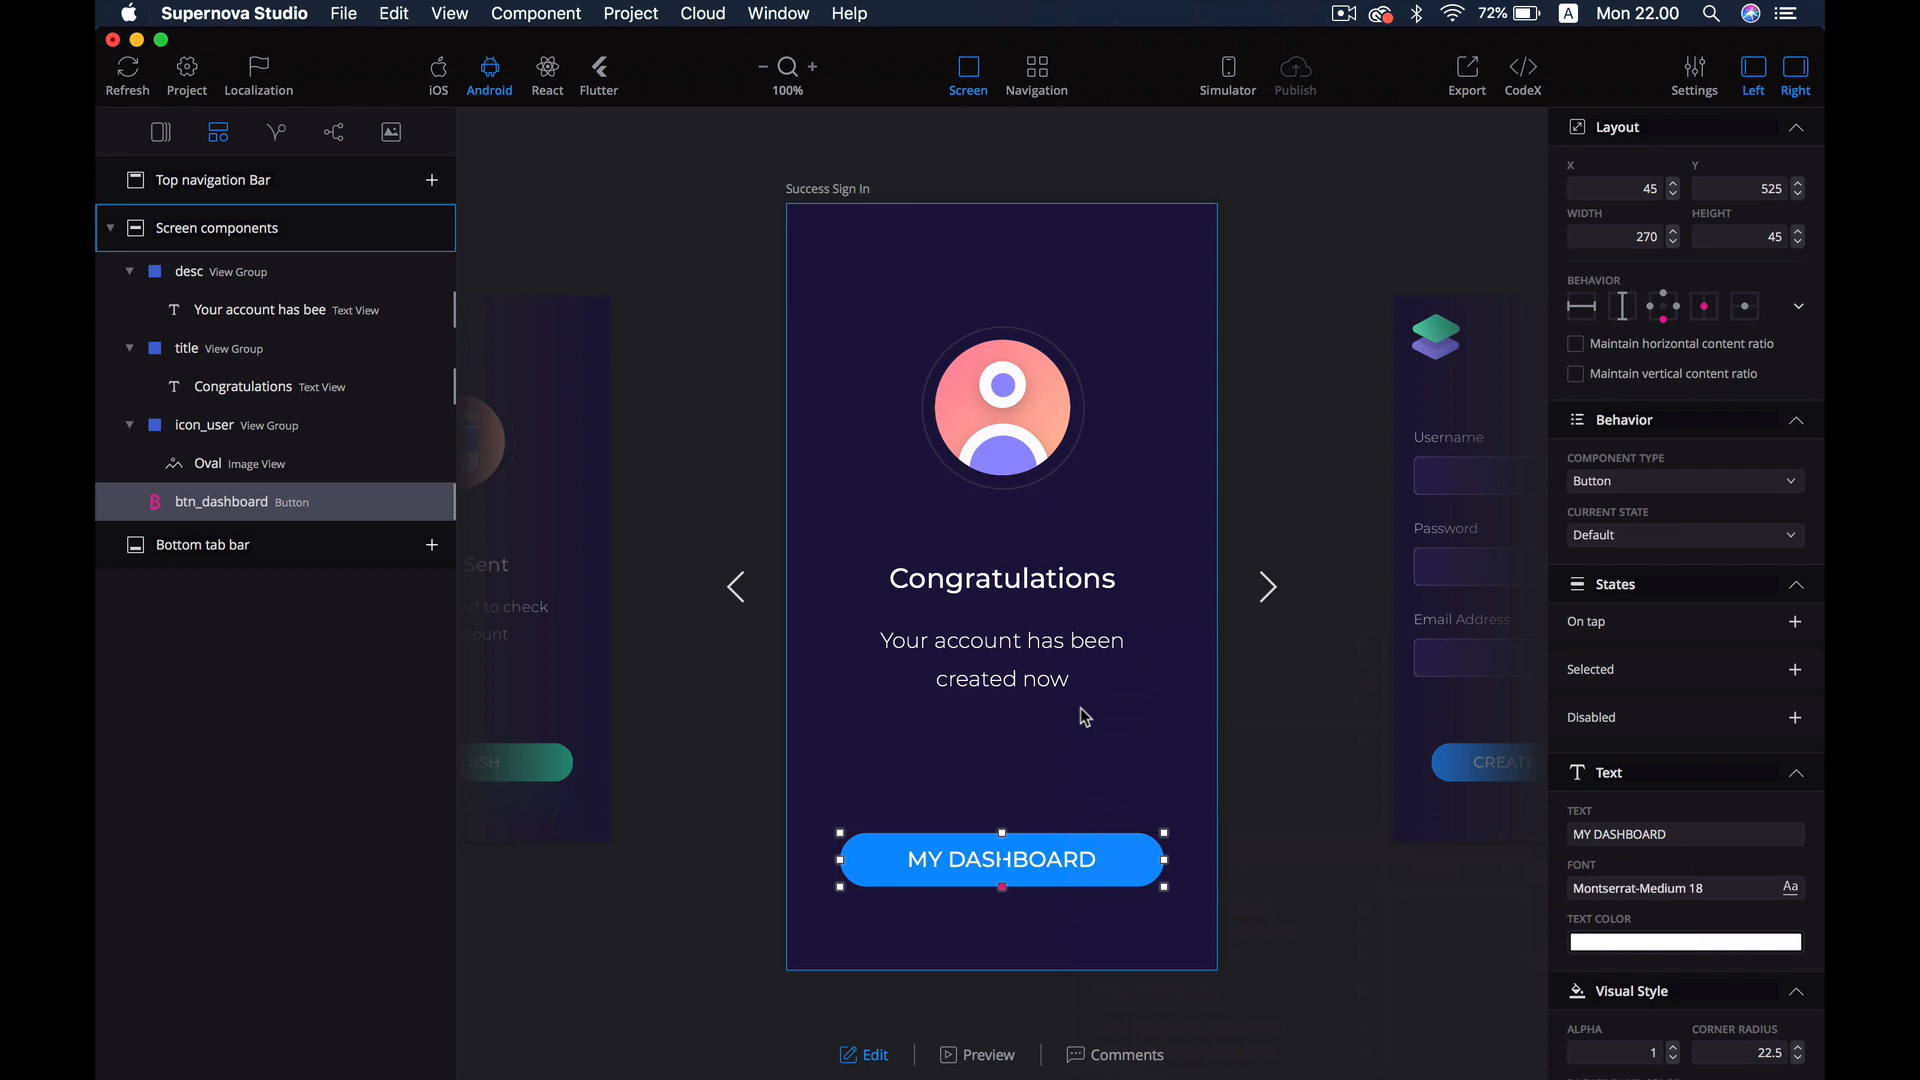 Supernova Studio File Edit View Component Project Cloud Window Help 72% A Mon 22.00
Refresh Project Localization iOS Android React Flutter 100% Screen Navigation Simulator Publish Export CodeX Settings Left Right
Top navigation Bar
Screen components
desc View Group
Your account has bee Text View
title View Group
Congratulations Text View
icon_user View Group
Oval Image View
B btn_dashboard Button
Bottom tab bar
Sent
d to check
count
Success Sign In
Congratulations
Your account has been
created now
MY DASHBOARD
Username
Password
Email Address
CREATE
Edit Preview Comments
Layout
X Y
45 525
WIDTH HEIGHT
270 45
BEHAVIOR
Maintain horizontal content ratio
Maintain vertical content ratio
Behavior
COMPONENT TYPE
Button
CURRENT STATE
Default
States
On tap
Selected
Disabled
Text
TEXT
MY DASHBOARD
FONT
Montserrat-Medium 18 Aa
TEXT COLOR
Visual Style
ALPHA CORNER RADIUS
1 22.5